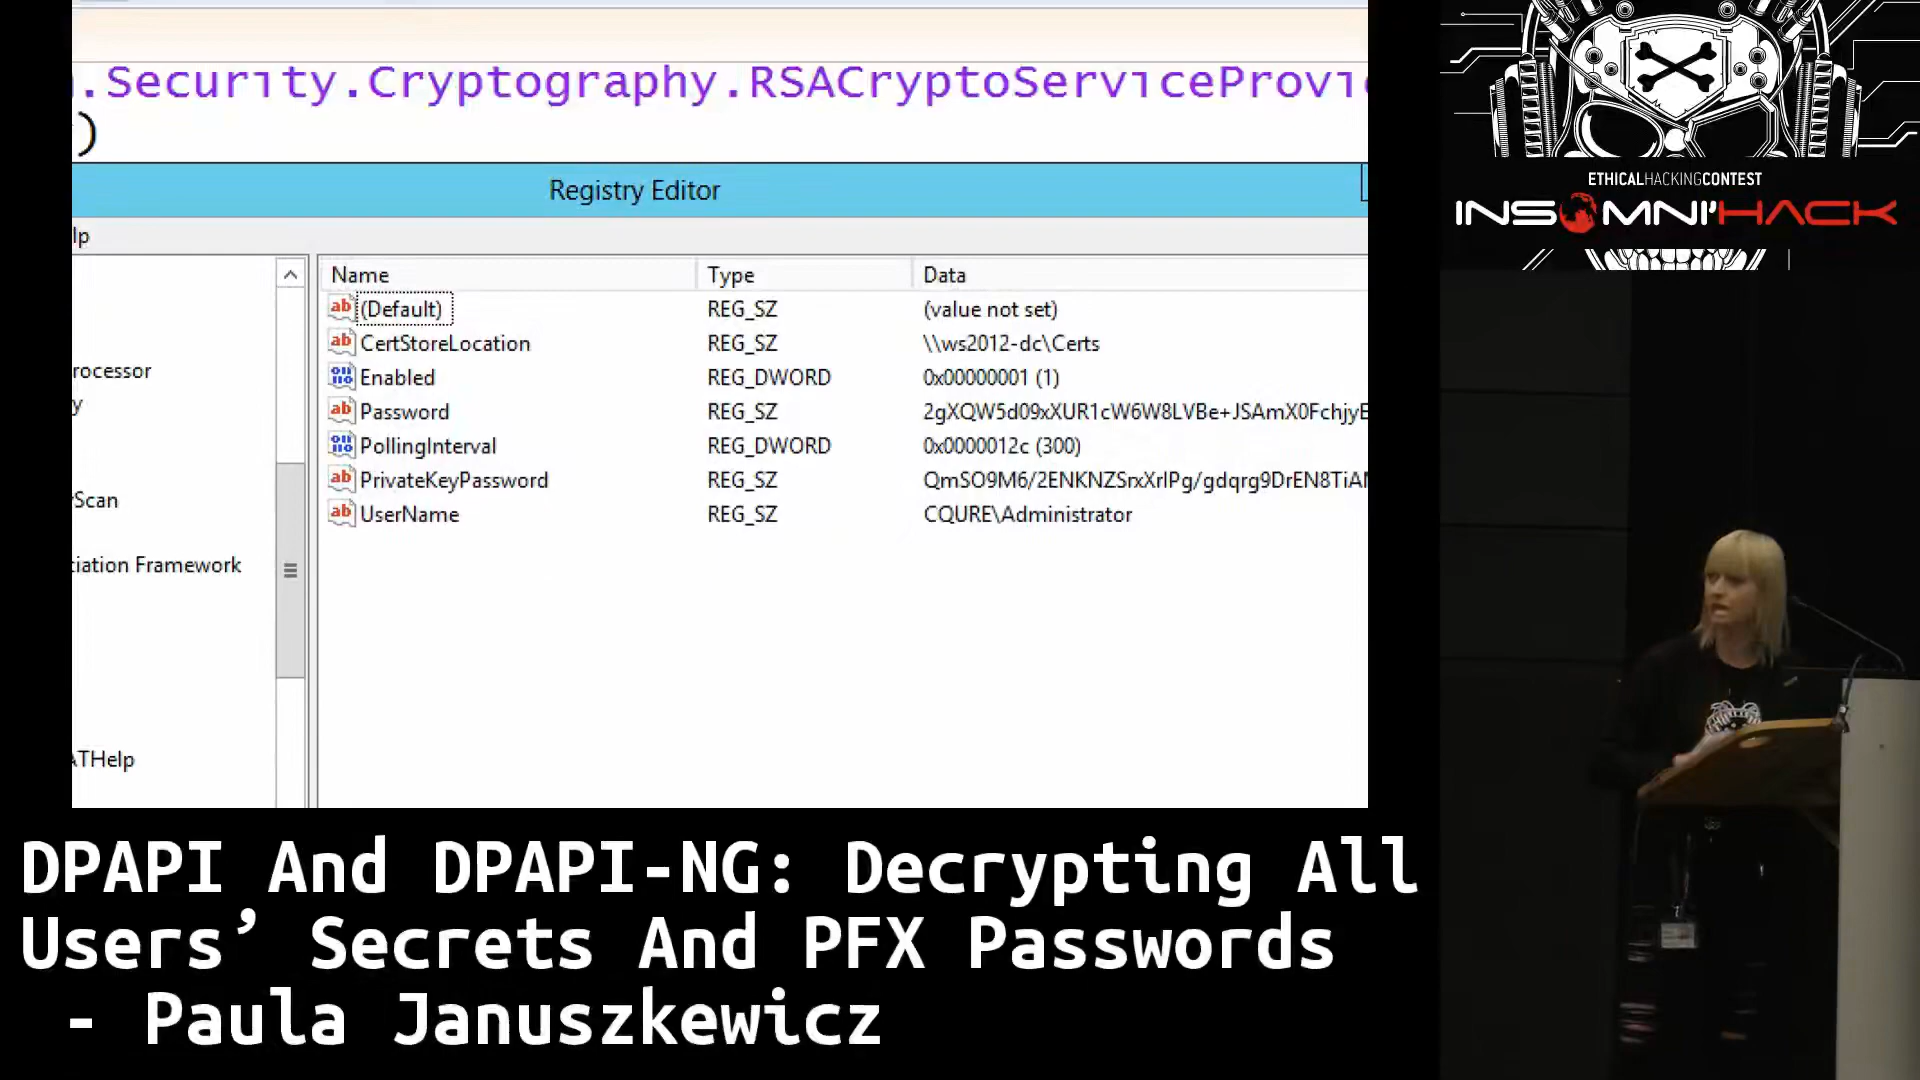 .Security.Cryptography.RSACryptoServiceProvi
)
Registry Editor
lp
Name Type Data
(Default) REG_SZ (value not set)
CertStoreLocation REG_SZ \\ws2012-dc\Certs
Enabled REG_DWORD 0x00000001 (1)
Password REG_SZ 2gXQW5d09xXUR1cW6W8LVBe+JSAmX0FchjyE
PollingInterval REG_DWORD 0x0000012c (300)
PrivateKeyPassword REG_SZ QmSO9M6/2ENKNZSrxXrlPg/gdqrg9DrEN8TiA
UserName REG_SZ CQURE\Administrator
rocessor
y
Scan
iation Framework
ATHelp
ETHICALHACKINGCONTEST
INSOMNI'HACK
DPAPI And DPAPI-NG: Decrypting All
Users’ Secrets And PFX Passwords
- Paula Januszkewicz